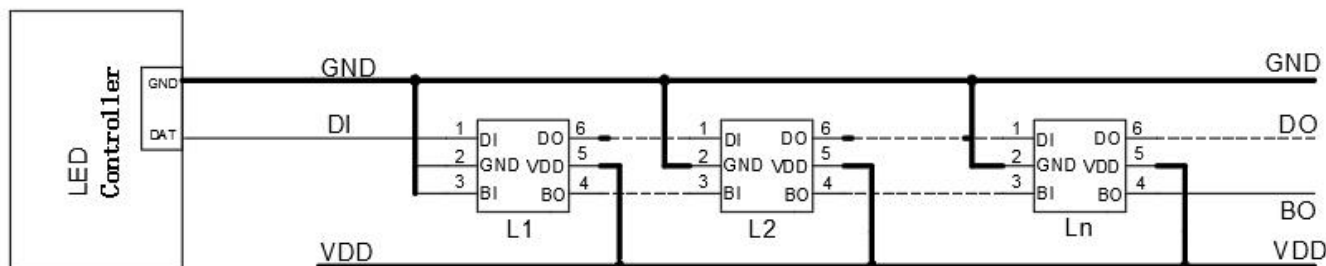 LED
Controller
GND
DAT
GND
GND
DI
DO
BO
VDD
VDD
1 DI DO 6
2 GND VDD 5
3 BI BO 4
L1
1 DI DO 6
2 GND VDD 5
3 BI BO 4
L2
1 DI DO 6
2 GND VDD 5
3 BI BO 4
Ln